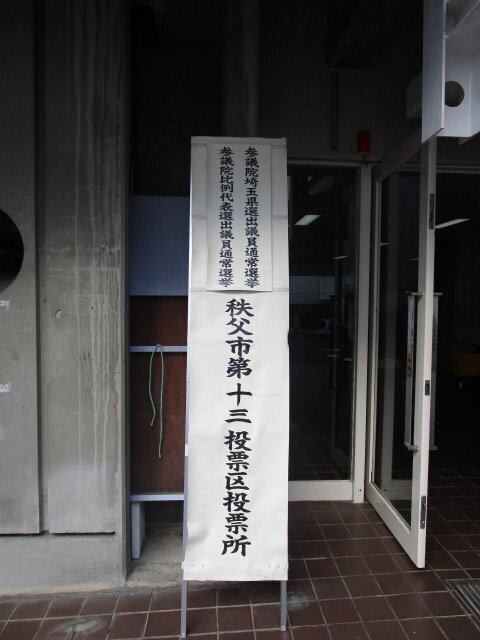 参議院埼玉県選出議員通常選挙
参議院比例代表選出議員通常選挙
秩父市第十三投票区投票所